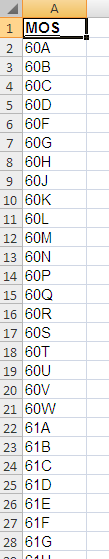 A
1 MOS
2 60A
3 60B
4 60C
5 60D
6 60F
7 60G
8 60H
9 60J
10 60K
11 60L
12 60M
13 60N
14 60P
15 60Q
16 60R
17 60S
18 60T
19 60U
20 60V
21 60W
22 61A
23 61B
24 61C
25 61D
26 61E
27 61F
28 61G